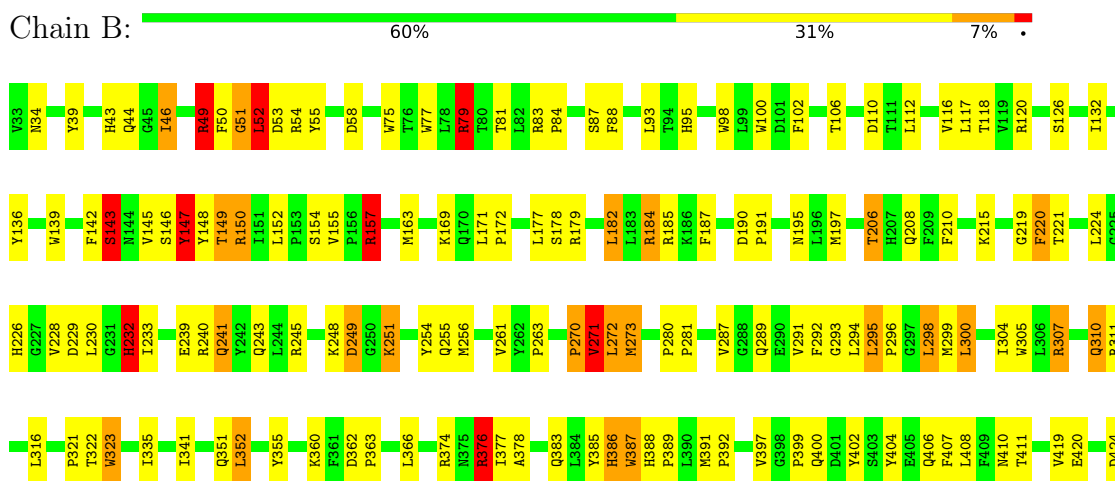 Chain B:
60% 31% 7% •
V33 N34 Y39 H43 Q44 G45 I46 R49 F50 G51 L52 D53 R54 Y55 D58 W75 T76 W77 L78 R79 T80 T81 L82 R83 P84 S87 F88 L93 T94 H95 W98 L99 W100 D101 F102 T106 D110 T111 L112 V116 L117 T118 V119 R120 S126 I132
Y136 W139 F142 S143 N144 V145 S146 Y147 Y148 T149 R150 I151 L152 P153 S154 V155 P156 R157 M163 K169 Q170 L171 P172 L177 S178 R179 L182 L183 R184 R185 K186 F187 D190 P191 N195 L196 M197 T206 H207 Q208 F209 F210 K215 G219 F220 T221 L224
H226 G227 V228 D229 L230 G231 H232 I233 E239 R240 Q241 Y242 Q243 L244 R245 K248 D249 G250 K251 Y254 Q255 M256 V261 Y262 P263 P270 V271 L272 M273 P280 P281 V287 G288 Q289 E290 V291 F292 G293 L294 L295 P296 G297 L298 M299 L300 I304 W305 L306 R307 Q310
L316 P321 T322 W323 I335 I341 Q351 L352 Y355 K360 F361 D362 P363 L366 R374 N375 R376 I377 A378 Q383 L384 Y385 H386 W387 H388 P389 L390 M391 P392 V397 G398 P399 Q400 D401 Y402 S403 Y404 E405 Q406 F407 L408 F409 N410 T411 V419 E420